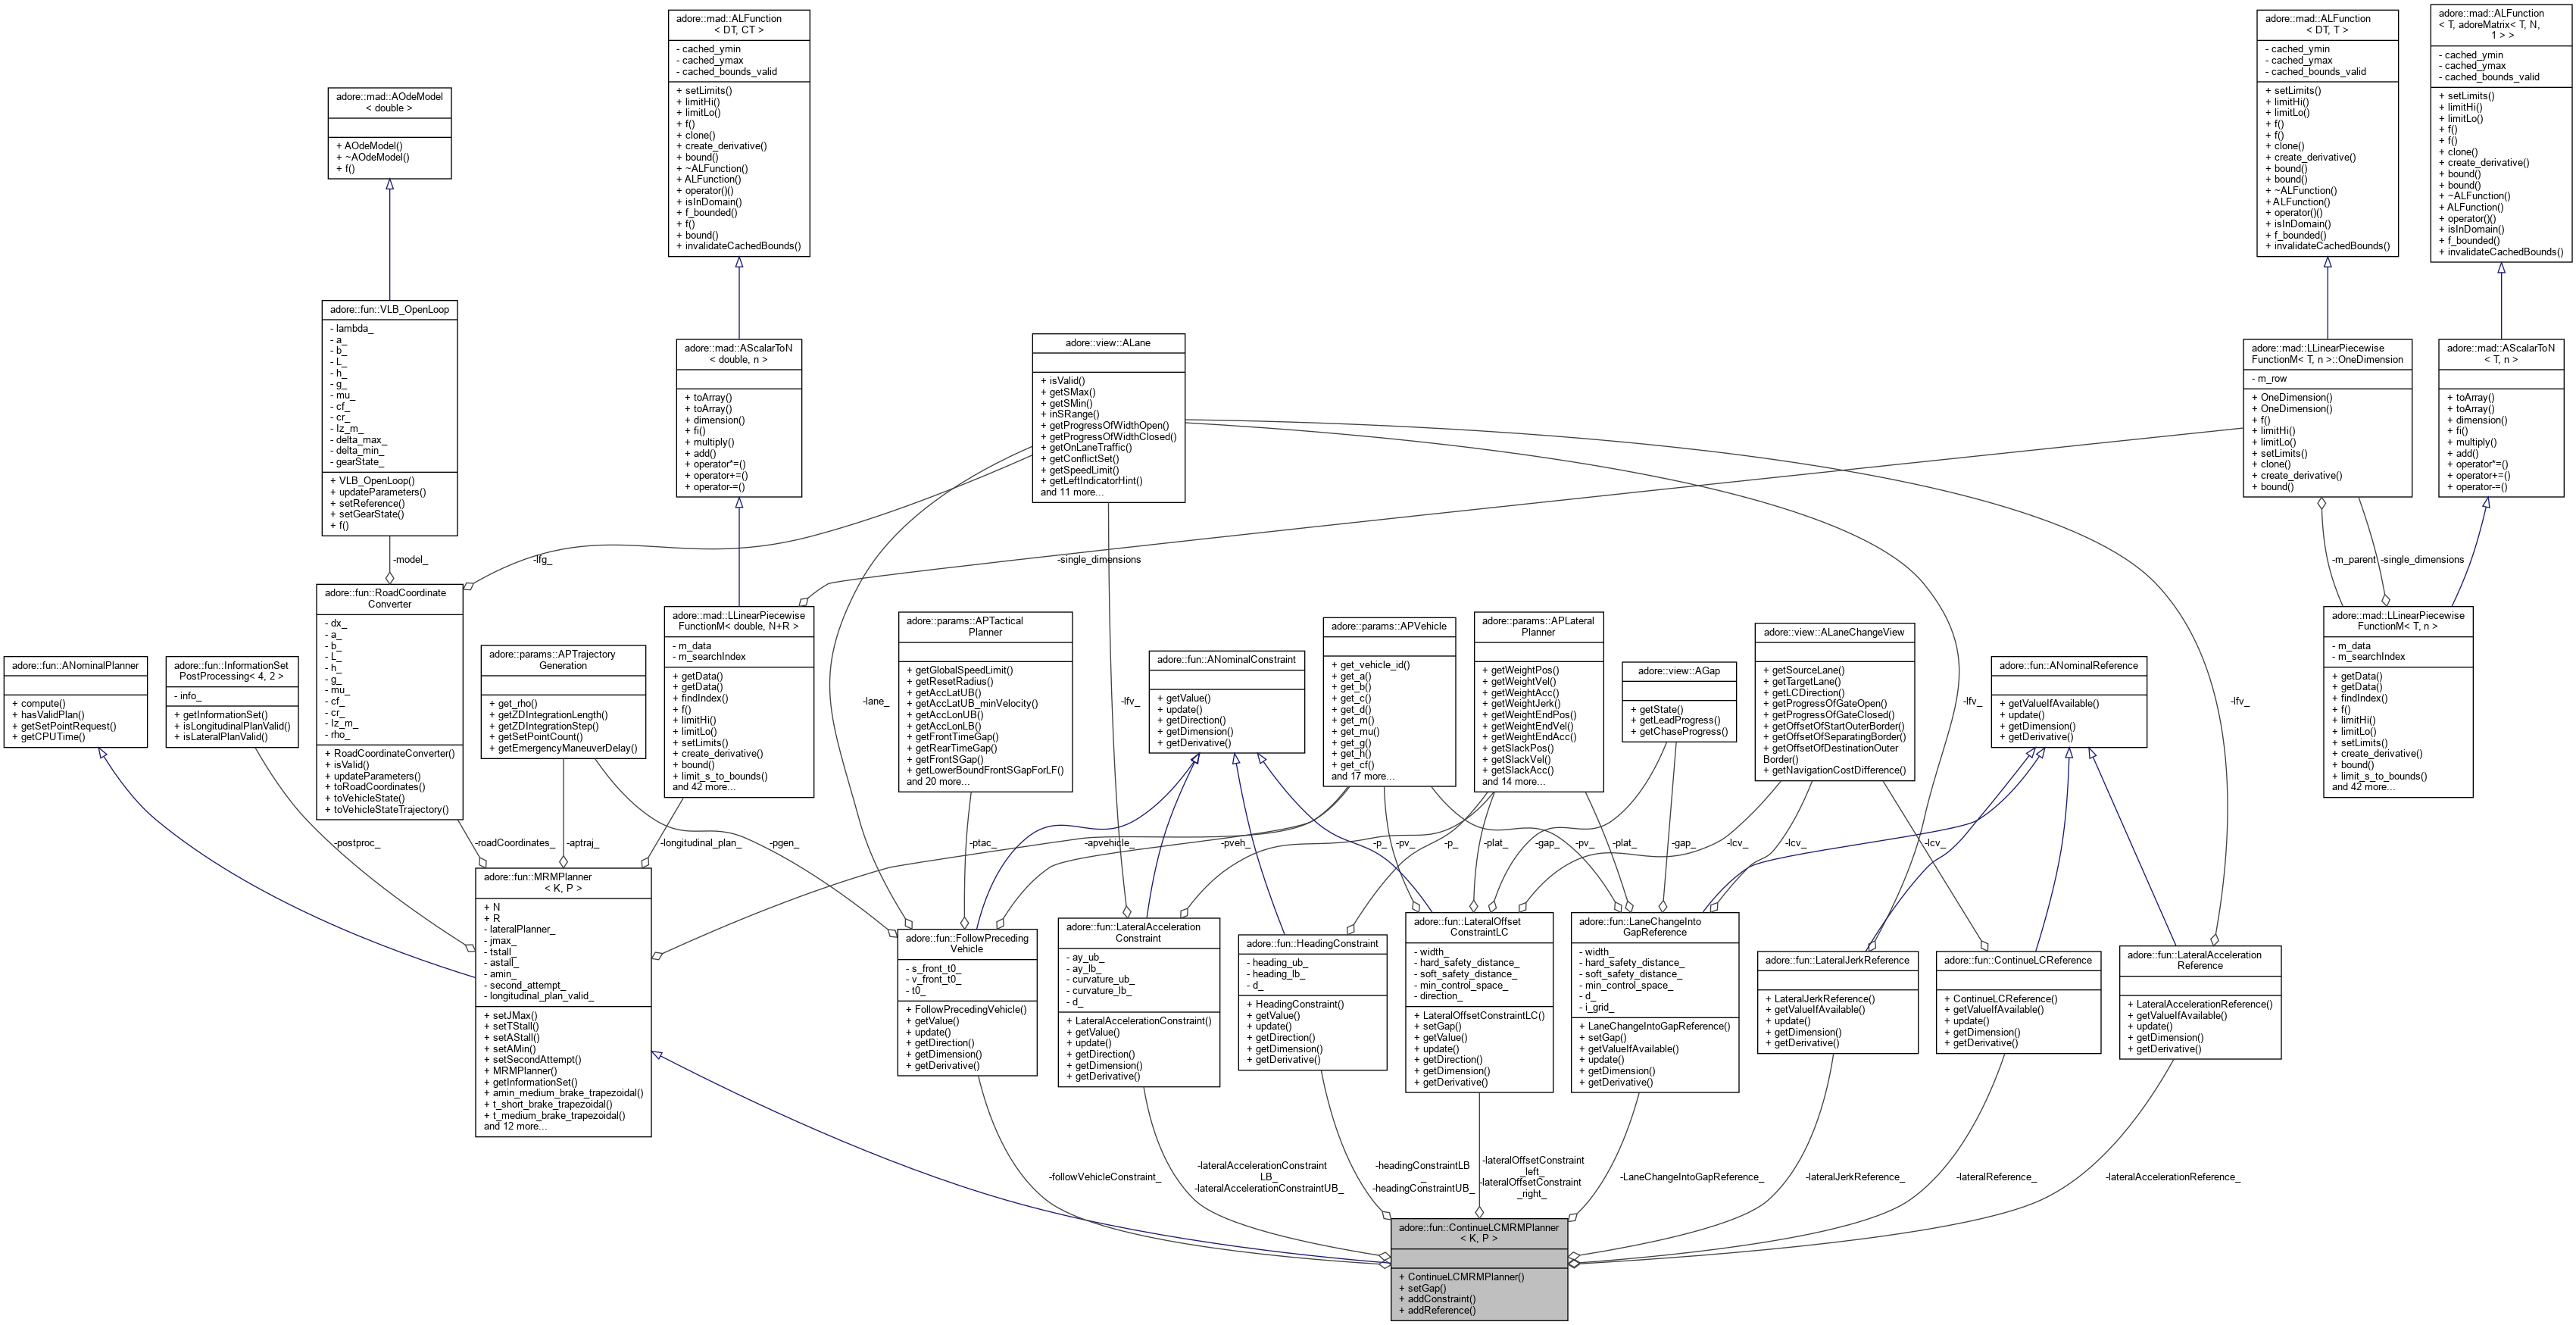 adore::mad::ALFunction
< DT, CT >
- cached_ymin
- cached_ymax
- cached_bounds_valid
+ setLimits()
+ limitHi()
+ limitLo()
+ f()
+ clone()
+ create_derivative()
+ bound()
+ ~ALFunction()
+ ALFunction()
+ operator()()
+ isInDomain()
+ f_bounded()
+ f()
+ bound()
+ invalidateCachedBounds()
adore::mad::ALFunction
< DT, T >
- cached_ymin
- cached_ymax
- cached_bounds_valid
+ setLimits()
+ limitHi()
+ limitLo()
+ f()
+ f()
+ clone()
+ create_derivative()
+ bound()
+ bound()
+ ~ALFunction()
+ ALFunction()
+ operator()()
+ isInDomain()
+ f_bounded()
+ invalidateCachedBounds()
adore::mad::ALFunction
< T, adoreMatrix< T, N,
1 > >
- cached_ymin
- cached_ymax
- cached_bounds_valid
+ setLimits()
+ limitHi()
+ limitLo()
+ f()
+ f()
+ clone()
+ create_derivative()
+ bound()
+ bound()
+ ~ALFunction()
+ ALFunction()
+ operator()()
+ isInDomain()
+ f_bounded()
+ invalidateCachedBounds()
adore::mad::AOdeModel
< double >
+ AOdeModel()
+ ~AOdeModel()
+ f()
adore::fun::VLB_OpenLoop
- lambda_
- a_
- b_
- L_
- h_
- g_
- mu_
- cf_
- cr_
- Iz_m_
- delta_max_
- delta_min_
- gearState_
+ VLB_OpenLoop()
+ updateParameters()
+ setReference()
+ setGearState()
+ f()
adore::mad::AScalarToN
< double, n >
+ toArray()
+ toArray()
+ dimension()
+ fi()
+ multiply()
+ add()
+ operator*=()
+ operator+=()
+ operator-=()
adore::view::ALane
+ isValid()
+ getSMax()
+ getSMin()
+ inSRange()
+ getProgressOfWidthOpen()
+ getProgressOfWidthClosed()
+ getOnLaneTraffic()
+ getConflictSet()
+ getSpeedLimit()
+ getLeftIndicatorHint()
and 11 more...
adore::mad::LLinearPiecewise
FunctionM< T, n >::OneDimension
- m_row
+ OneDimension()
+ OneDimension()
+ f()
+ limitHi()
+ limitLo()
+ setLimits()
+ clone()
+ create_derivative()
+ bound()
adore::mad::AScalarToN
< T, n >
+ toArray()
+ toArray()
+ dimension()
+ fi()
+ multiply()
+ add()
+ operator*=()
+ operator+=()
+ operator-=()
-model_
-lfg_
-single_dimensions
-m_parent
-single_dimensions
adore::fun::ANominalPlanner
+ compute()
+ hasValidPlan()
+ getSetPointRequest()
+ getCPUTime()
adore::fun::InformationSet
PostProcessing< 4, 2 >
- info_
+ getInformationSet()
+ isLongitudinalPlanValid()
+ isLateralPlanValid()
adore::fun::RoadCoordinate
Converter
- dx_
- a_
- b_
- L_
- h_
- g_
- mu_
- cf_
- cr_
- Iz_m_
- rho_
+ RoadCoordinateConverter()
+ isValid()
+ updateParameters()
+ toRoadCoordinates()
+ toVehicleState()
+ toVehicleStateTrajectory()
adore::params::APTrajectory
Generation
+ get_rho()
+ getZDIntegrationLength()
+ getZDIntegrationStep()
+ getSetPointCount()
+ getEmergencyManeuverDelay()
adore::mad::LLinearPiecewise
FunctionM< double, N+R >
- m_data
- m_searchIndex
+ getData()
+ getData()
+ findIndex()
+ f()
+ limitHi()
+ limitLo()
+ setLimits()
+ create_derivative()
+ bound()
+ limit_s_to_bounds()
and 42 more...
-lane_
adore::params::APTactical
Planner
+ getGlobalSpeedLimit()
+ getResetRadius()
+ getAccLatUB()
+ getAccLatUB_minVelocity()
+ getAccLonUB()
+ getAccLonLB()
+ getFrontTimeGap()
+ getRearTimeGap()
+ getFrontSGap()
+ getLowerBoundFrontSGapForLF()
and 20 more...
-lfv_
adore::fun::ANominalConstraint
+ getValue()
+ update()
+ getDirection()
+ getDimension()
+ getDerivative()
adore::params::APVehicle
+ get_vehicle_id()
+ get_a()
+ get_b()
+ get_c()
+ get_d()
+ get_m()
+ get_mu()
+ get_g()
+ get_h()
+ get_cf()
and 17 more...
adore::params::APLateral
Planner
+ getWeightPos()
+ getWeightVel()
+ getWeightAcc()
+ getWeightJerk()
+ getWeightEndPos()
+ getWeightEndVel()
+ getWeightEndAcc()
+ getSlackPos()
+ getSlackVel()
+ getSlackAcc()
and 14 more...
adore::view::AGap
+ getState()
+ getLeadProgress()
+ getChaseProgress()
adore::view::ALaneChangeView
+ getSourceLane()
+ getTargetLane()
+ getLCDirection()
+ getProgressOfGateOpen()
+ getProgressOfGateClosed()
+ getOffsetOfStartOuterBorder()
+ getOffsetOfSeparatingBorder()
+ getOffsetOfDestinationOuter
Border()
+ getNavigationCostDifference()
-lfv_
adore::fun::ANominalReference
+ getValueIfAvailable()
+ update()
+ getDimension()
+ getDerivative()
-lfv_
adore::mad::LLinearPiecewise
FunctionM< T, n >
- m_data
- m_searchIndex
+ getData()
+ getData()
+ findIndex()
+ f()
+ limitHi()
+ limitLo()
+ setLimits()
+ create_derivative()
+ bound()
+ limit_s_to_bounds()
and 42 more...
-postproc_
-roadCoordinates_
-aptraj_
-longitudinal_plan_
-pgen_
-ptac_
-apvehicle_
-pveh_
-p_
-pv_
-p_
-plat_
-gap_
-pv_
-plat_
-gap_
-lcv_
-lcv_
-lcv_
adore::fun::MRMPlanner
< K, P >
+ N
+ R
- lateralPlanner_
- jmax_
- tstall_
- astall_
- amin_
- second_attempt_
- longitudinal_plan_valid_
+ setJMax()
+ setTStall()
+ setAStall()
+ setAMin()
+ setSecondAttempt()
+ MRMPlanner()
+ getInformationSet()
+ amin_medium_brake_trapezoidal()
+ t_short_brake_trapezoidal()
+ t_medium_brake_trapezoidal()
and 12 more...
adore::fun::FollowPreceding
Vehicle
- s_front_t0_
- v_front_t0_
- t0_
+ FollowPrecedingVehicle()
+ getValue()
+ update()
+ getDirection()
+ getDimension()
+ getDerivative()
adore::fun::LateralAcceleration
Constraint
- ay_ub_
- ay_lb_
- curvature_ub_
- curvature_lb_
- d_
+ LateralAccelerationConstraint()
+ getValue()
+ update()
+ getDirection()
+ getDimension()
+ getDerivative()
adore::fun::HeadingConstraint
- heading_ub_
- heading_lb_
- d_
+ HeadingConstraint()
+ getValue()
+ update()
+ getDirection()
+ getDimension()
+ getDerivative()
adore::fun::LateralOffset
ConstraintLC
- width_
- hard_safety_distance_
- soft_safety_distance_
- min_control_space_
- direction_
+ LateralOffsetConstraintLC()
+ setGap()
+ getValue()
+ update()
+ getDirection()
+ getDimension()
+ getDerivative()
adore::fun::LaneChangeInto
GapReference
- width_
- hard_safety_distance_
- soft_safety_distance_
- min_control_space_
- d_
- i_grid_
+ LaneChangeIntoGapReference()
+ setGap()
+ getValueIfAvailable()
+ update()
+ getDimension()
+ getDerivative()
adore::fun::LateralJerkReference
+ LateralJerkReference()
+ getValueIfAvailable()
+ update()
+ getDimension()
+ getDerivative()
adore::fun::ContinueLCReference
+ ContinueLCReference()
+ getValueIfAvailable()
+ update()
+ getDimension()
+ getDerivative()
adore::fun::LateralAcceleration
Reference
+ LateralAccelerationReference()
+ getValueIfAvailable()
+ update()
+ getDimension()
+ getDerivative()
-followVehicleConstraint_
-lateralAccelerationConstraint
LB_
-lateralAccelerationConstraintUB_
-headingConstraintLB
_
-headingConstraintUB_
-lateralOffsetConstraint
_left_
-lateralOffsetConstraint
_right_
-LaneChangeIntoGapReference_
-lateralJerkReference_
-lateralReference_
-lateralAccelerationReference_
adore::fun::ContinueLCMRMPlanner
< K, P >
+ ContinueLCMRMPlanner()
+ setGap()
+ addConstraint()
+ addReference()